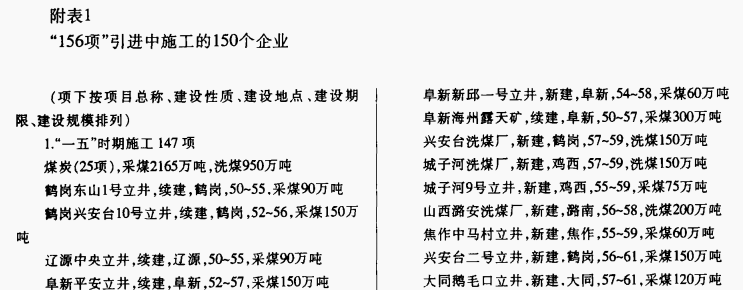 附表1
“156项”引进中施工的150个企业
(项下按项目总称、建设性质、建设地点、建设期
限、建设规模排列)
1.“一五”时期施工 147 项
煤炭(25项),采煤2165万吨,洗煤950万吨
鹤岗东山1号立井,续建,鹤岗,50~55,采煤90万吨
鹤岗兴安台10号立井,续建,鹤岗,52~56,采煤150万
吨
辽源中央立井,续建,辽源,50~55,采煤90万吨
阜新平安立井,续建,阜新,52~57,采煤150万吨
阜新新邱一号立井,新建,阜新,54~58,采煤60万吨
阜新海州露天矿,续建,阜新,50~57,采煤300万吨
兴安台洗煤厂,新建,鹤岗,57~59,洗煤150万吨
城子河洗煤厂,新建,鸡西,57~59,洗煤150万吨
城子河9号立井,新建,鸡西,55~59,采煤75万吨
山西潞安洗煤厂,新建,潞南,56~58,洗煤200万吨
焦作中马村立井,新建,焦作,55~59,采煤60万吨
兴安台二号立井,新建,鹤岗,56~61,采煤150万吨
大同鹅毛口立井,新建,大同,57~61,采煤120万吨